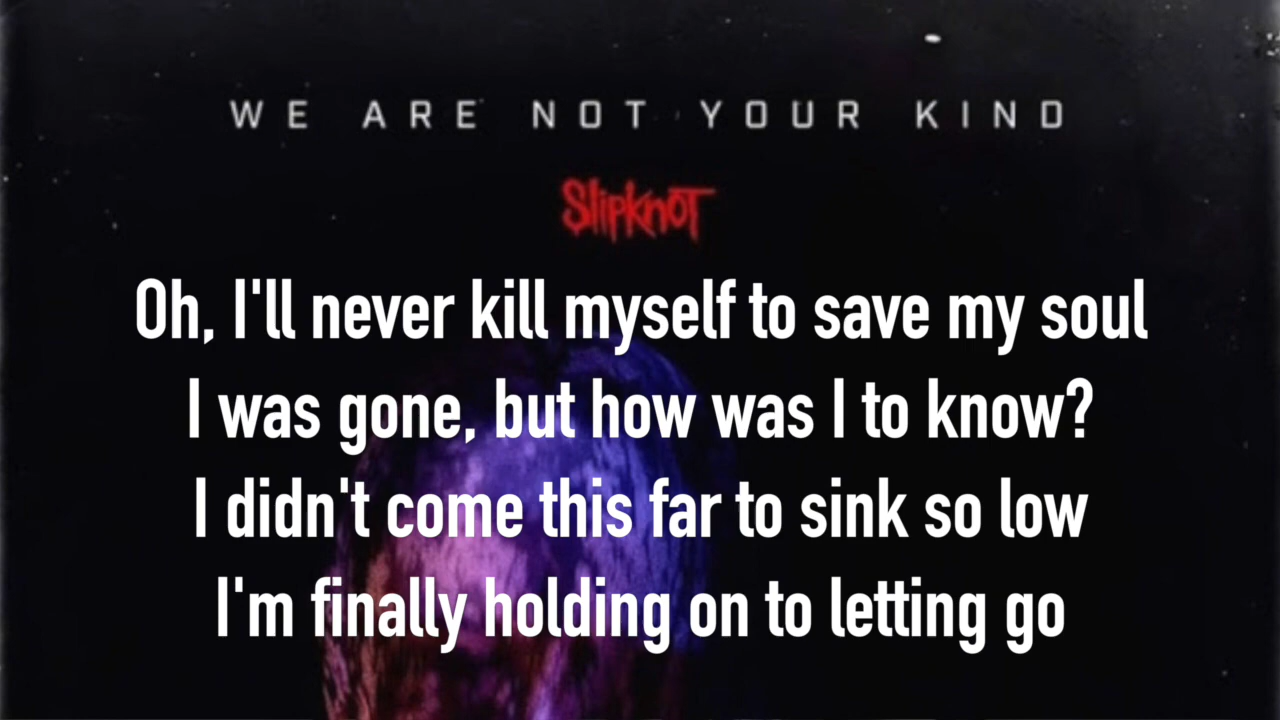 WE ARE NOT YOUR KIND
SlipKnoT
Oh, I'll never kill myself to save my soul
I was gone, but how was I to know?
I didn't come this far to sink so low
I'm finally holding on to letting go